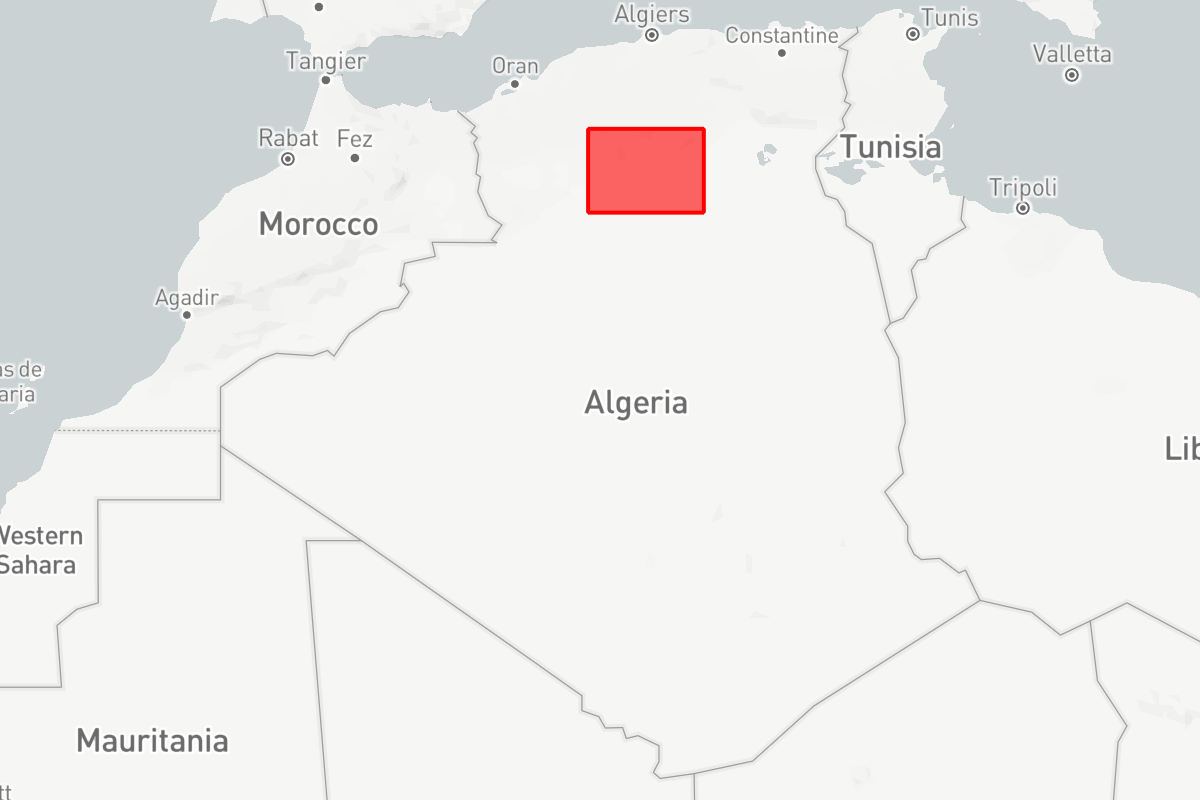 Algiers
Tunis
Constantine
Valletta
Tangier
Oran
Rabat
Fez
Tunisia
Tripoli
Morocco
Agadir
as de
aria
Algeria
Lib
Western
Sahara
Mauritania
tt